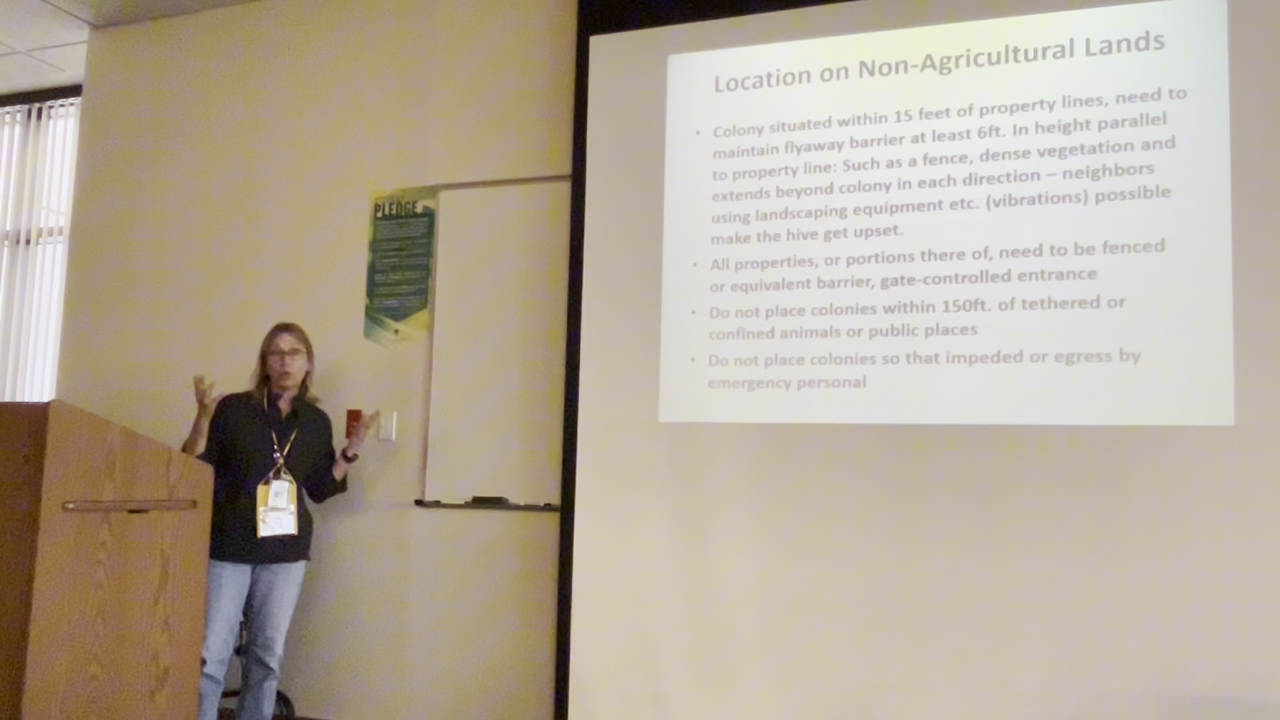 Location on Non-Agricultural Lands
• Colony situated within 15 feet of property lines, need to
maintain flyaway barrier at least 6ft. In height parallel
to property line: Such as a fence, dense vegetation and
extends beyond colony in each direction – neighbors
using landscaping equipment etc. (vibrations) possible
make the hive get upset.
• All properties, or portions there of, need to be fenced
or equivalent barrier, gate-controlled entrance
• Do not place colonies within 150ft. of tethered or
confined animals or public places
• Do not place colonies so that impeded or egress by
emergency personal
PLEDGE